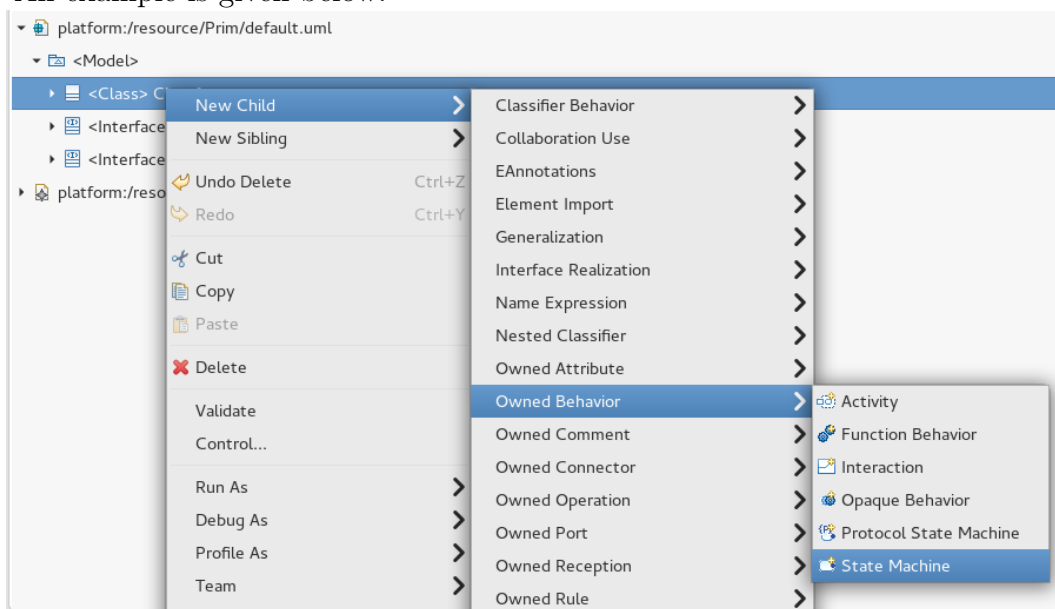 An example is given below.
platform:/resource/Prim/default.uml
<Model>
<Class>
<Interface
<Interface
platform:/reso
New Child
New Sibling
Undo Delete Ctrl+Z
Redo Ctrl+Y
Cut
Copy
Paste
Delete
Validate
Control...
Run As
Debug As
Profile As
Team
Classifier Behavior
Collaboration Use
EAnnotations
Element Import
Generalization
Interface Realization
Name Expression
Nested Classifier
Owned Attribute
Owned Behavior
Owned Comment
Owned Connector
Owned Operation
Owned Port
Owned Reception
Owned Rule
Activity
Function Behavior
Interaction
Opaque Behavior
Protocol State Machine
State Machine